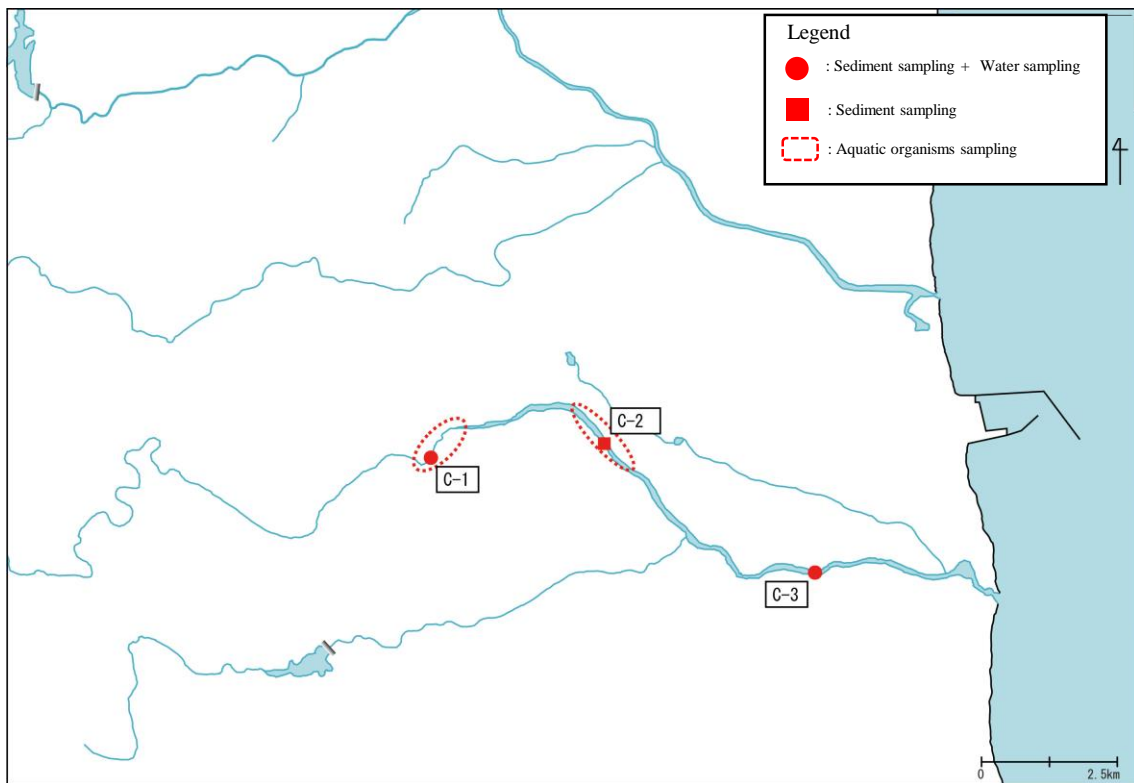 Legend
: Sediment sampling + Water sampling
: Sediment sampling
: Aquatic organisms sampling
C-2
C-1
C-3
0 2.5km